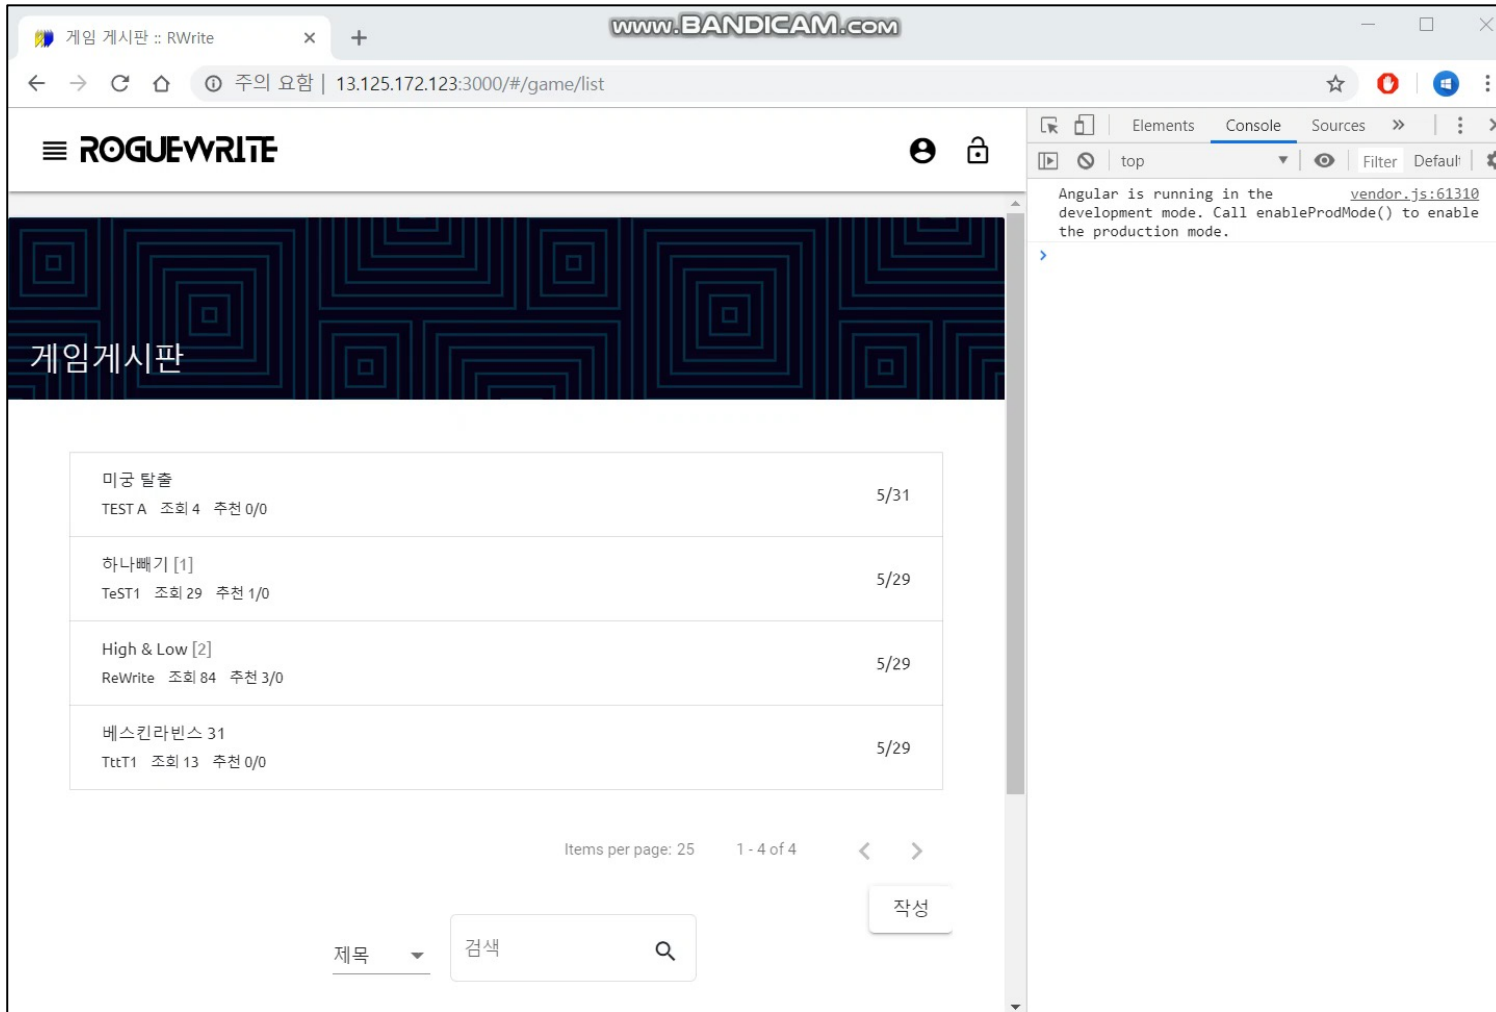 www.BANDICAM.com
게임 게시판 :: RWrite
주의 요함 | 13.125.172.123:3000/#/game/list
ROGUEWRITE
Elements Console Sources
top Filter Default
Angular is running in the vendor.js:61310
development mode. Call enableProdMode() to enable
the production mode.
게임게시판
미궁 탈출
TEST A 조회 4 추천 0/0
5/31
하나빼기 [1]
TeST1 조회 29 추천 1/0
5/29
High & Low [2]
ReWrite 조회 84 추천 3/0
5/29
베스킨라빈스 31
TttT1 조회 13 추천 0/0
5/29
Items per page: 25 1 - 4 of 4
작성
제목
검색